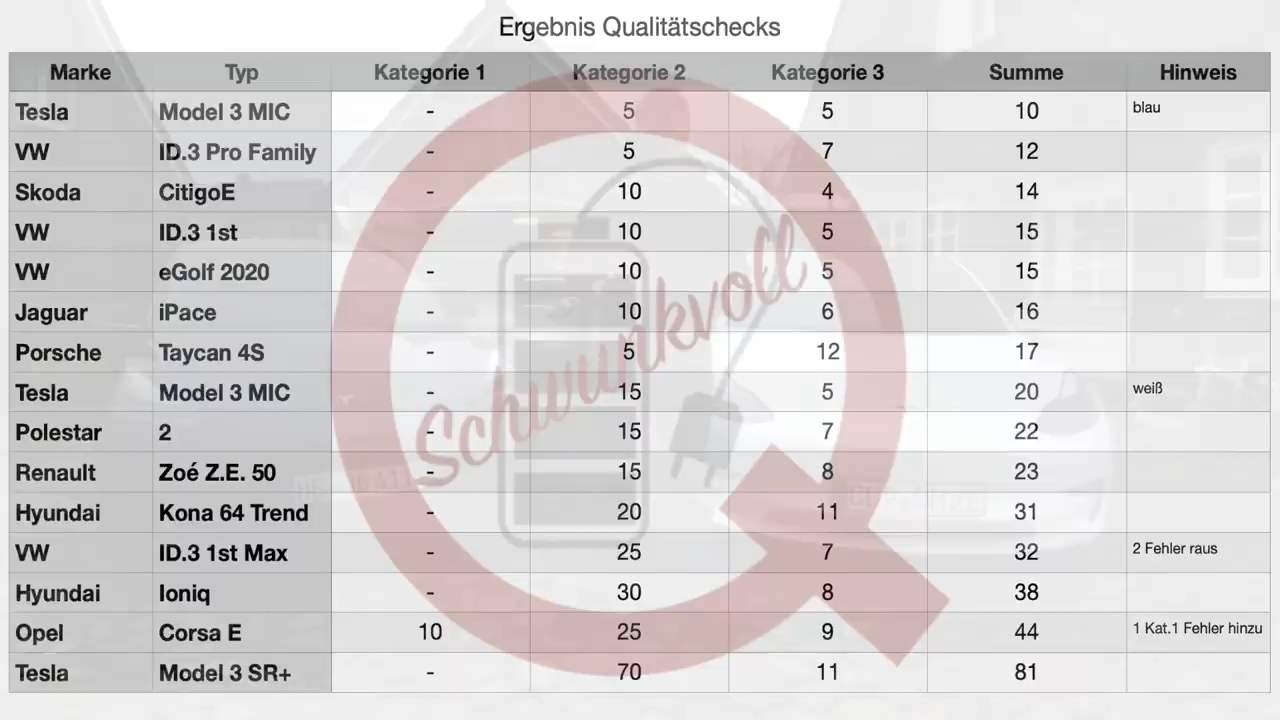 Ergebnis Qualitätschecks
Marke Typ Kategorie 1 Kategorie 2 Kategorie 3 Summe Hinweis
Tesla Model 3 MIC - 5 5 10 blau
VW ID.3 Pro Family - 5 7 12
Skoda CitigoE - 10 4 14
VW ID.3 1st - 10 5 15
VW eGolf 2020 - 10 5 15
Jaguar iPace - 10 6 16
Porsche Taycan 4S - 5 12 17
Tesla Model 3 MIC - 15 5 20 weiß
Polestar 2 - 15 7 22
Renault Zoé Z.E. 50 - 15 8 23
Hyundai Kona 64 Trend - 20 11 31
VW ID.3 1st Max - 25 7 32 2 Fehler raus
Hyundai Ioniq - 30 8 38
Opel Corsa E 10 25 9 44 1 Kat.1 Fehler hinzu
Tesla Model 3 SR+ - 70 11 81
Schwunkvoll